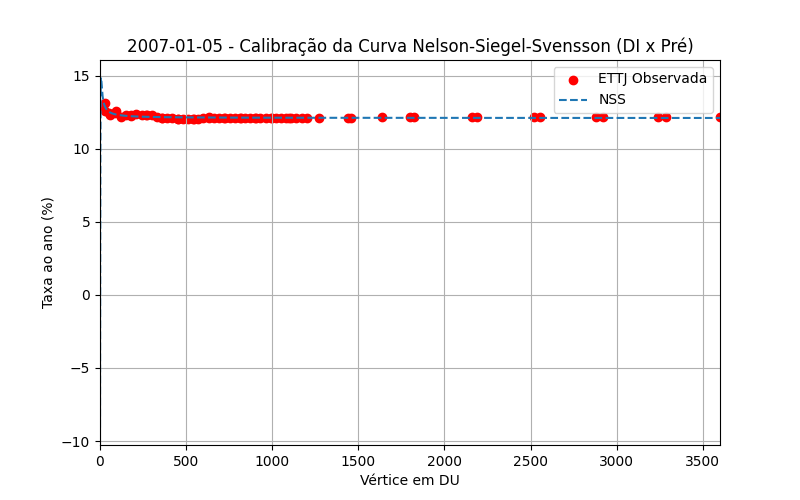 2007-01-05 - Calibração da Curva Nelson-Siegel-Svensson (DI x Pré)
ETTJ Observada
NSS
Taxa ao ano (%)
15
10
5
0
−5
−10
0
500
1000
1500
2000
2500
3000
3500
Vértice em DU